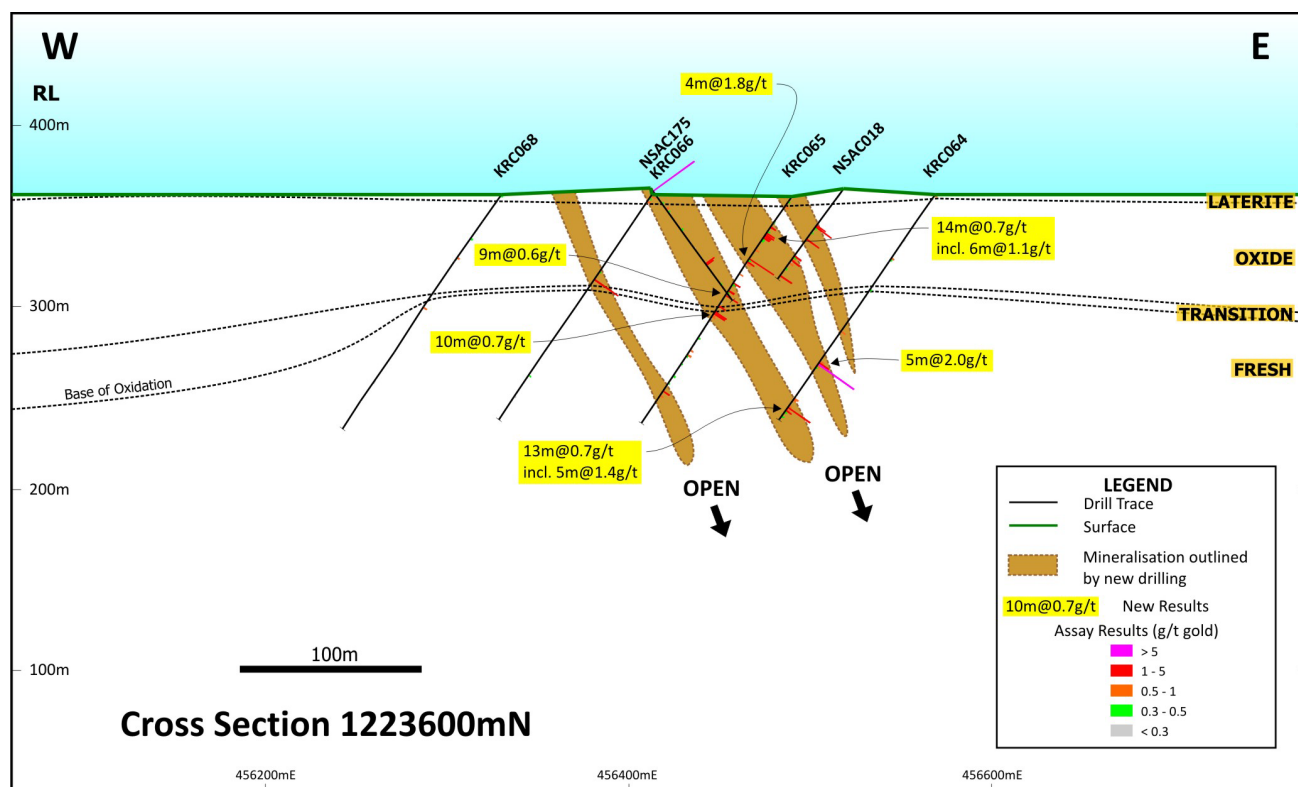 W
E
RL
4m@1.8g/t
400m
KRC068
NSAC175
KRC066
KRC065
NSAC018
KRC064
LATERITE
14m@0.7g/t
incl. 6m@1.1g/t
9m@0.6g/t
OXIDE
300m
TRANSITION
10m@0.7g/t
5m@2.0g/t
FRESH
Base of Oxidation
13m@0.7g/t
incl. 5m@1.4g/t
200m
OPEN
OPEN
LEGEND
Drill Trace
Surface
Mineralisation outlined
by new drilling
10m@0.7g/t New Results
Assay Results (g/t gold)
> 5
1 - 5
0.5 - 1
0.3 - 0.5
< 0.3
100m
100m
Cross Section 1223600mN
456200mE
456400mE
456600mE